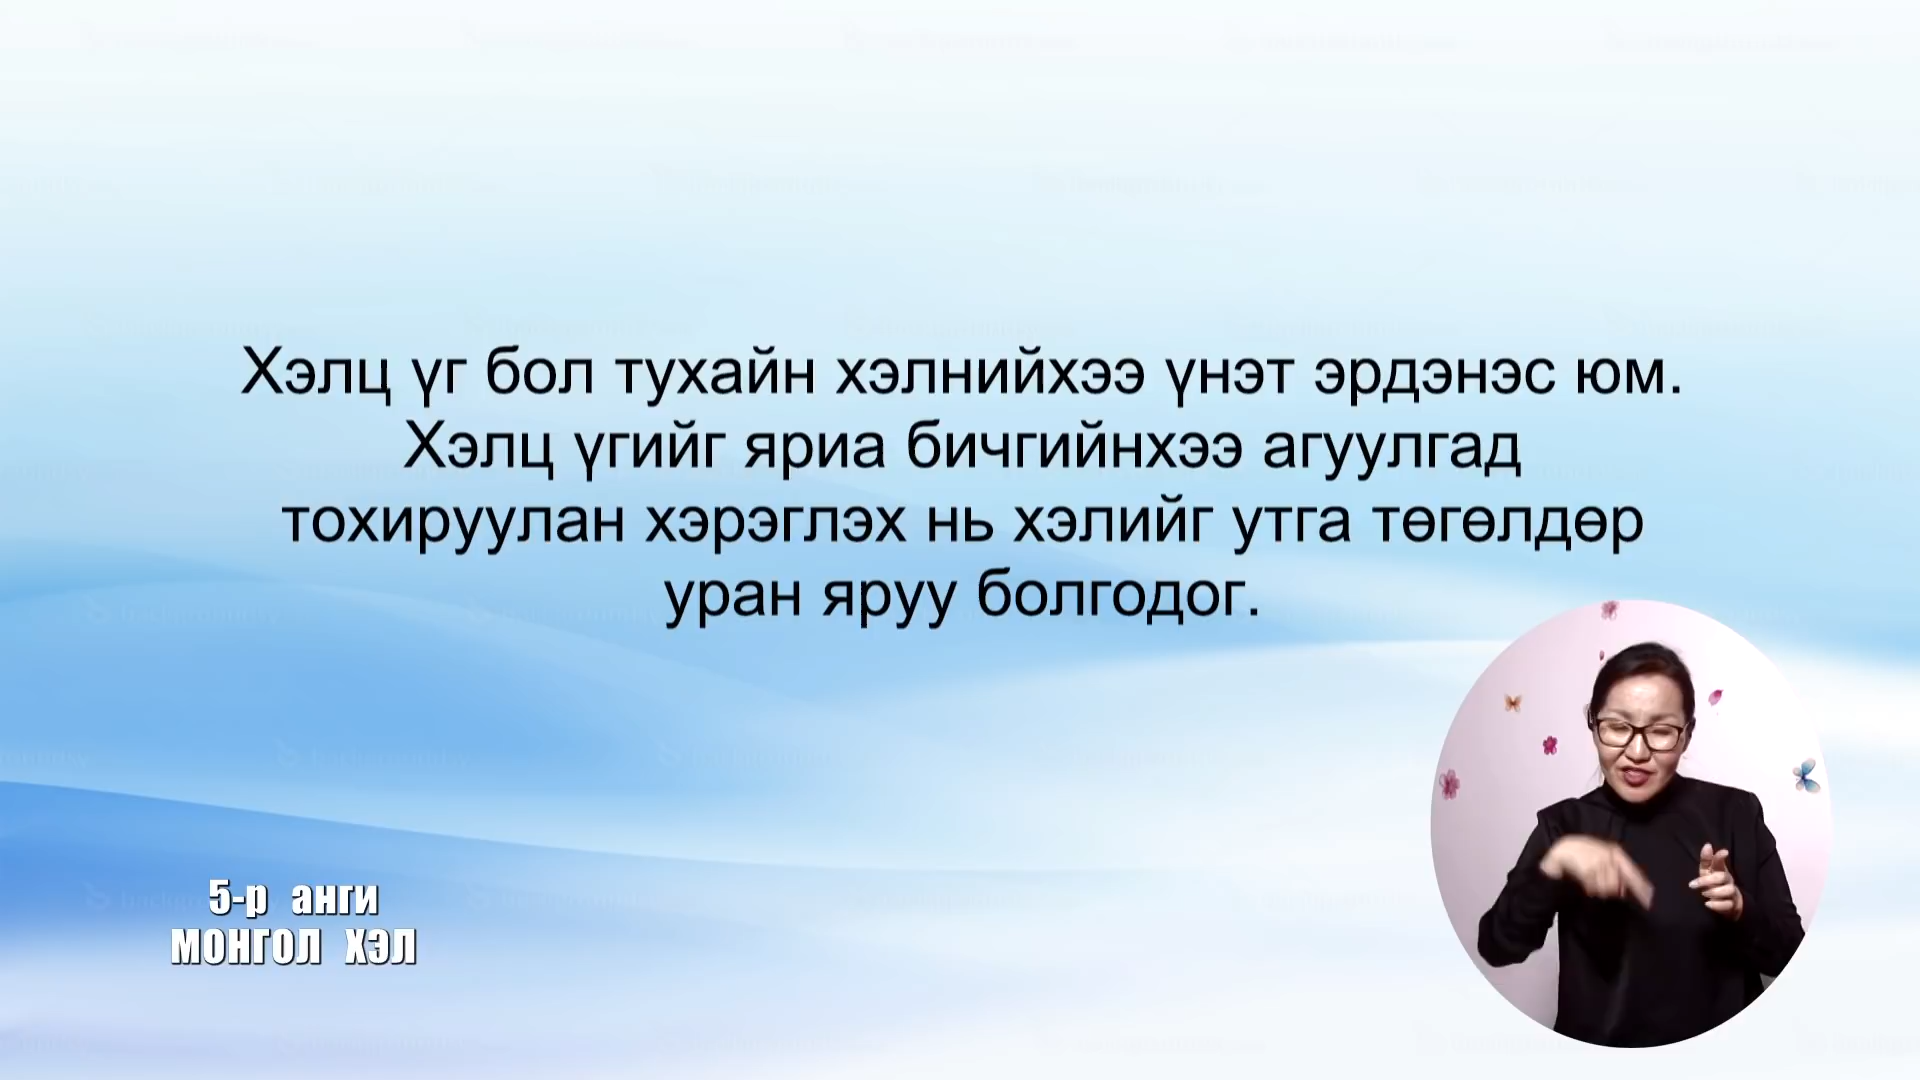 Хэлц үг бол тухайн хэлнийхээ үнэт эрдэнэс юм.
Хэлц үгийг яриа бичгийнхээ агуулгад
тохируулан хэрэглэх нь хэлийг утга төгөлдөр
уран яруу болгодог.
5-р анги
МОНГОЛ ХЭЛ